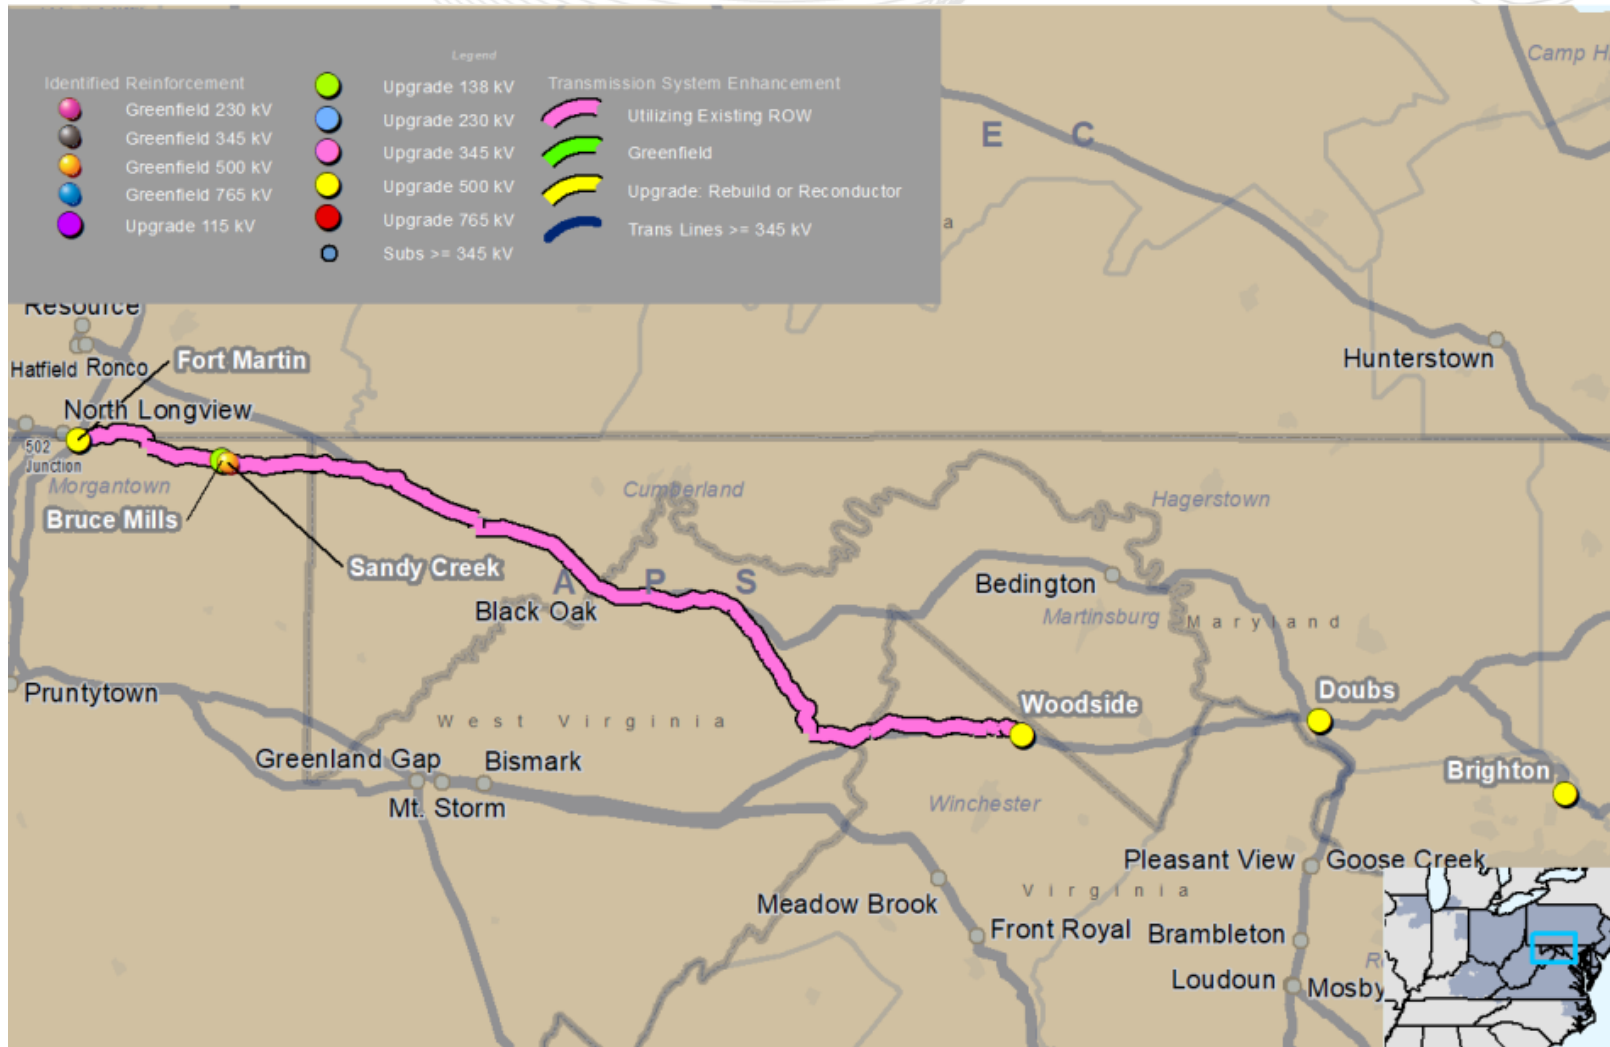 Legend
Identified Reinforcement
Greenfield 230 kV
Greenfield 345 kV
Greenfield 500 kV
Greenfield 765 kV
Upgrade 115 kV
Upgrade 138 kV
Upgrade 230 kV
Upgrade 345 kV
Upgrade 500 kV
Upgrade 765 kV
Subs >= 345 kV
Transmission System Enhancement
Utilizing Existing ROW
Greenfield
Upgrade: Rebuild or Reconductor
Trans Lines >= 345 kV
Camp H
E C
a
Resource
Hatfield
Ronco
Fort Martin
Hunterstown
North Longview
502
Junction
Morgantown
Cumberland
Hagerstown
Bruce Mills
Sandy Creek
A P S
Black Oak
Bedington
Martinsburg
Maryland
Pruntytown
West Virginia
Woodside
Doubs
Greenland Gap
Bismark
Brighton
Mt. Storm
Winchester
Pleasant View
Goose Creek
Virginia
Meadow Brook
Front Royal
Brambleton
Loudoun
Mosby